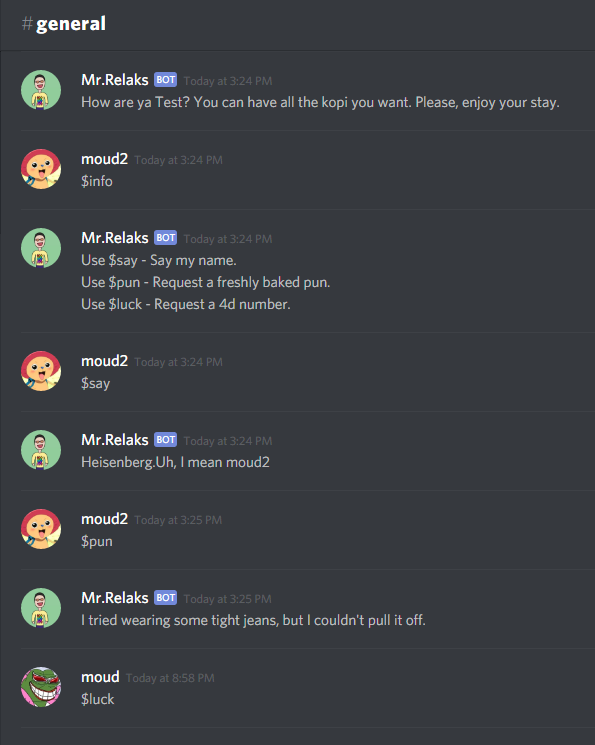 #general
Mr.Relaks BOT Today at 3:24 PM
How are ya Test? You can have all the kopi you want. Please, enjoy your stay.
moud2 Today at 3:24 PM
$info
Mr.Relaks BOT Today at 3:24 PM
Use $say - Say my name.
Use $pun - Request a freshly baked pun.
Use $luck - Request a 4d number.
moud2 Today at 3:24 PM
$say
Mr.Relaks BOT Today at 3:24 PM
Heisenberg.Uh, I mean moud2
moud2 Today at 3:25 PM
$pun
Mr.Relaks BOT Today at 3:25 PM
I tried wearing some tight jeans, but I couldn't pull it off.
moud Today at 8:58 PM
$luck